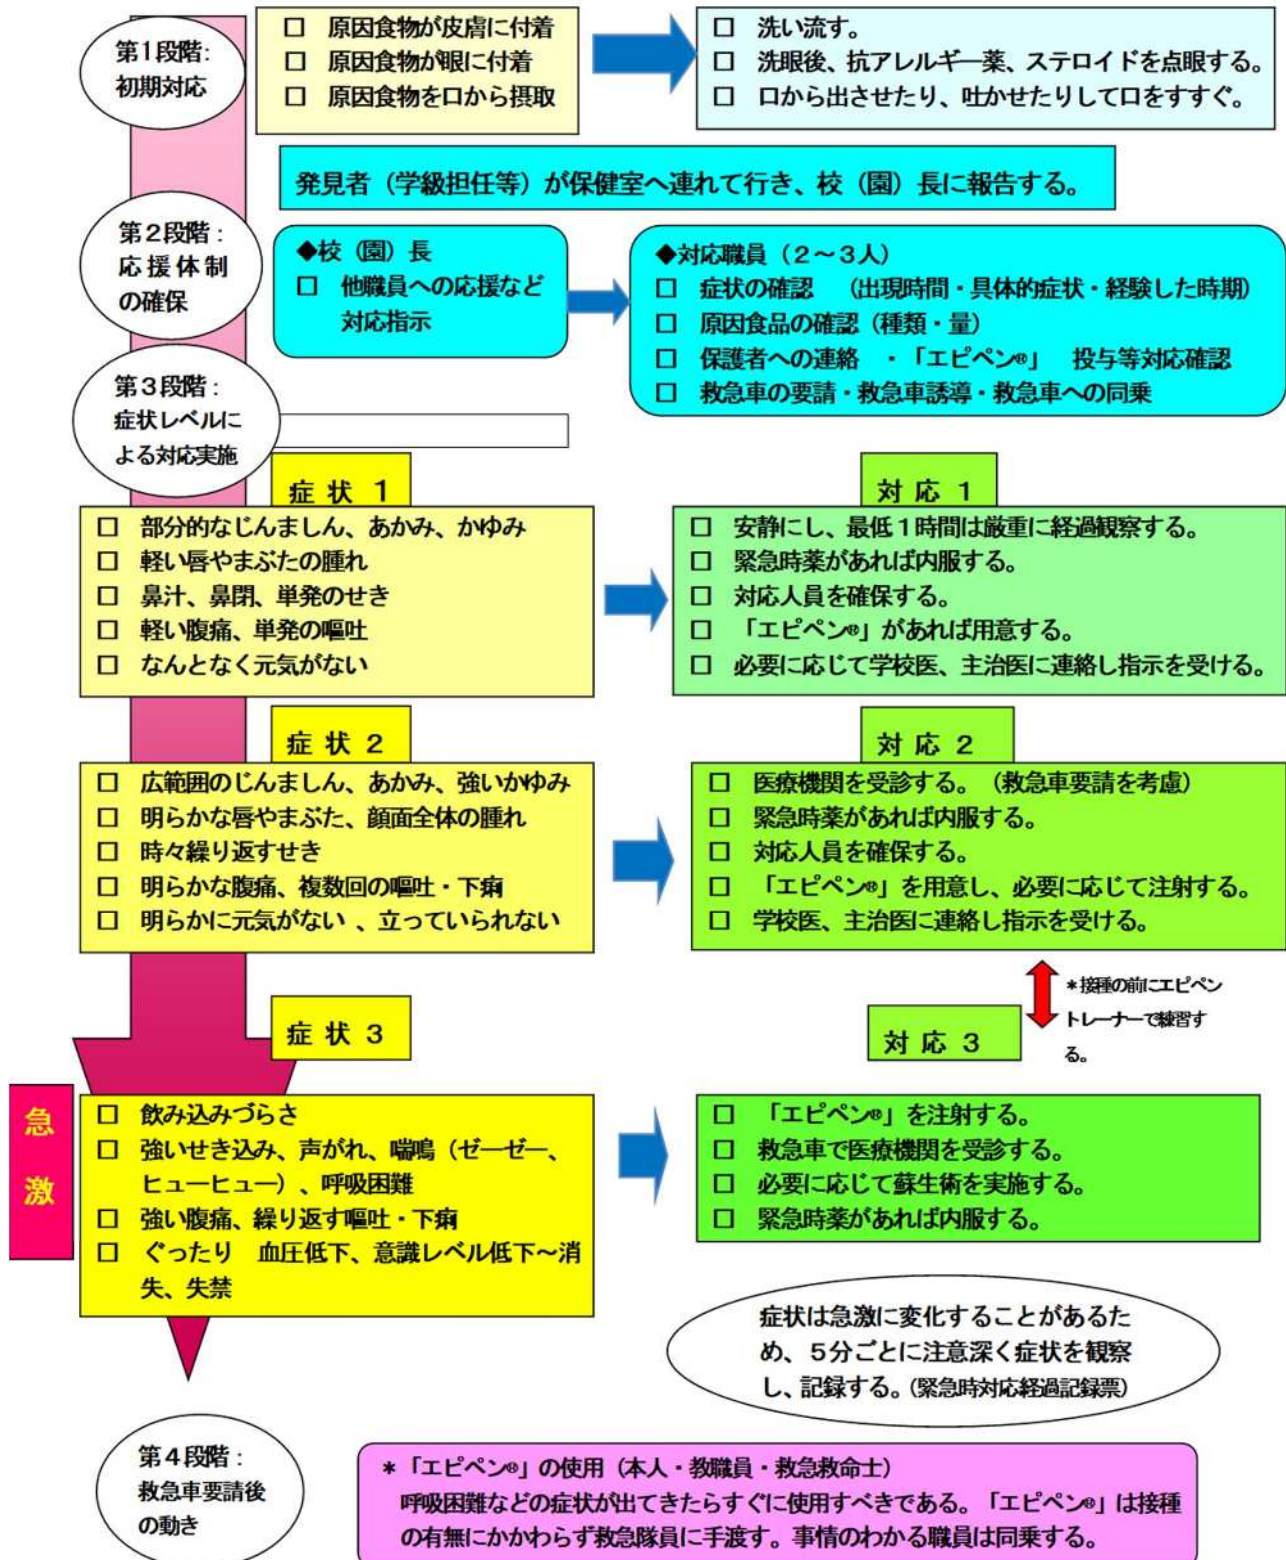 第1段階:
初期対応
□ 原因食物が皮膚に付着
□ 原因食物が眼に付着
□ 原因食物を口から摂取
□ 洗い流す。
□ 洗眼後、抗アレルギー薬、ステロイドを点眼する。
□ 口から出させたり、吐かせたりして口をすすぐ。
発見者(学級担任等)が保健室へ連れて行き、校(園)長に報告する。
第2段階:
応援体制
の確保
◆校(園)長
□ 他職員への応援など
対応指示
◆対応職員(2~3人)
□ 症状の確認 (出現時間・具体的症状・経験した時期)
□ 原因食品の確認(種類・量)
□ 保護者への連絡 ・「エピペン®」 投与等対応確認
□ 救急車の要請・救急車誘導・救急車への同乗
第3段階:
症状レベルに
よる対応実施
症 状 1
□ 部分的なじんましん、あかみ、かゆみ
□ 軽い唇やまぶたの腫れ
□ 鼻汁、鼻閉、単発のせき
□ 軽い腹痛、単発の嘔吐
□ なんとなく元気がない
対 応 1
□ 安静にし、最低1時間は厳重に経過観察する。
□ 緊急時薬があれば内服する。
□ 対応人員を確保する。
□ 「エピペン®」があれば用意する。
□ 必要に応じて学校医、主治医に連絡し指示を受ける。
症 状 2
□ 広範囲のじんましん、あかみ、強いかゆみ
□ 明らかな唇やまぶた、顔面全体の腫れ
□ 時々繰り返すせき
□ 明らかな腹痛、複数回の嘔吐・下痢
□ 明らかに元気がない 、立っていられない
対 応 2
□ 医療機関を受診する。(救急車要請を考慮)
□ 緊急時薬があれば内服する。
□ 対応人員を確保する。
□ 「エピペン®」を用意し、必要に応じて注射する。
□ 学校医、主治医に連絡し指示を受ける。
*接種の前にエピペン
トレーナーで練習す
る。
症 状 3
急
激
□ 飲み込みづらさ
□ 強いせき込み、声がれ、喘鳴(ゼーゼー、
ヒューヒュー)、呼吸困難
□ 強い腹痛、繰り返す嘔吐・下痢
□ ぐったり 血圧低下、意識レベル低下~消
失、失禁
対 応 3
□ 「エピペン®」を注射する。
□ 救急車で医療機関を受診する。
□ 必要に応じて蘇生術を実施する。
□ 緊急時薬があれば内服する。
症状は急激に変化することがあるた
め、5分ごとに注意深く症状を観察
し、記録する。(緊急時対応経過記録票)
第4段階:
救急車要請後
の動き
*「エピペン®」の使用(本人・教職員・救急救命士)
呼吸困難などの症状が出てきたらすぐに使用すべきである。「エピペン®」は接種
の有無にかかわらず救急隊員に手渡す。事情のわかる職員は同乗する。